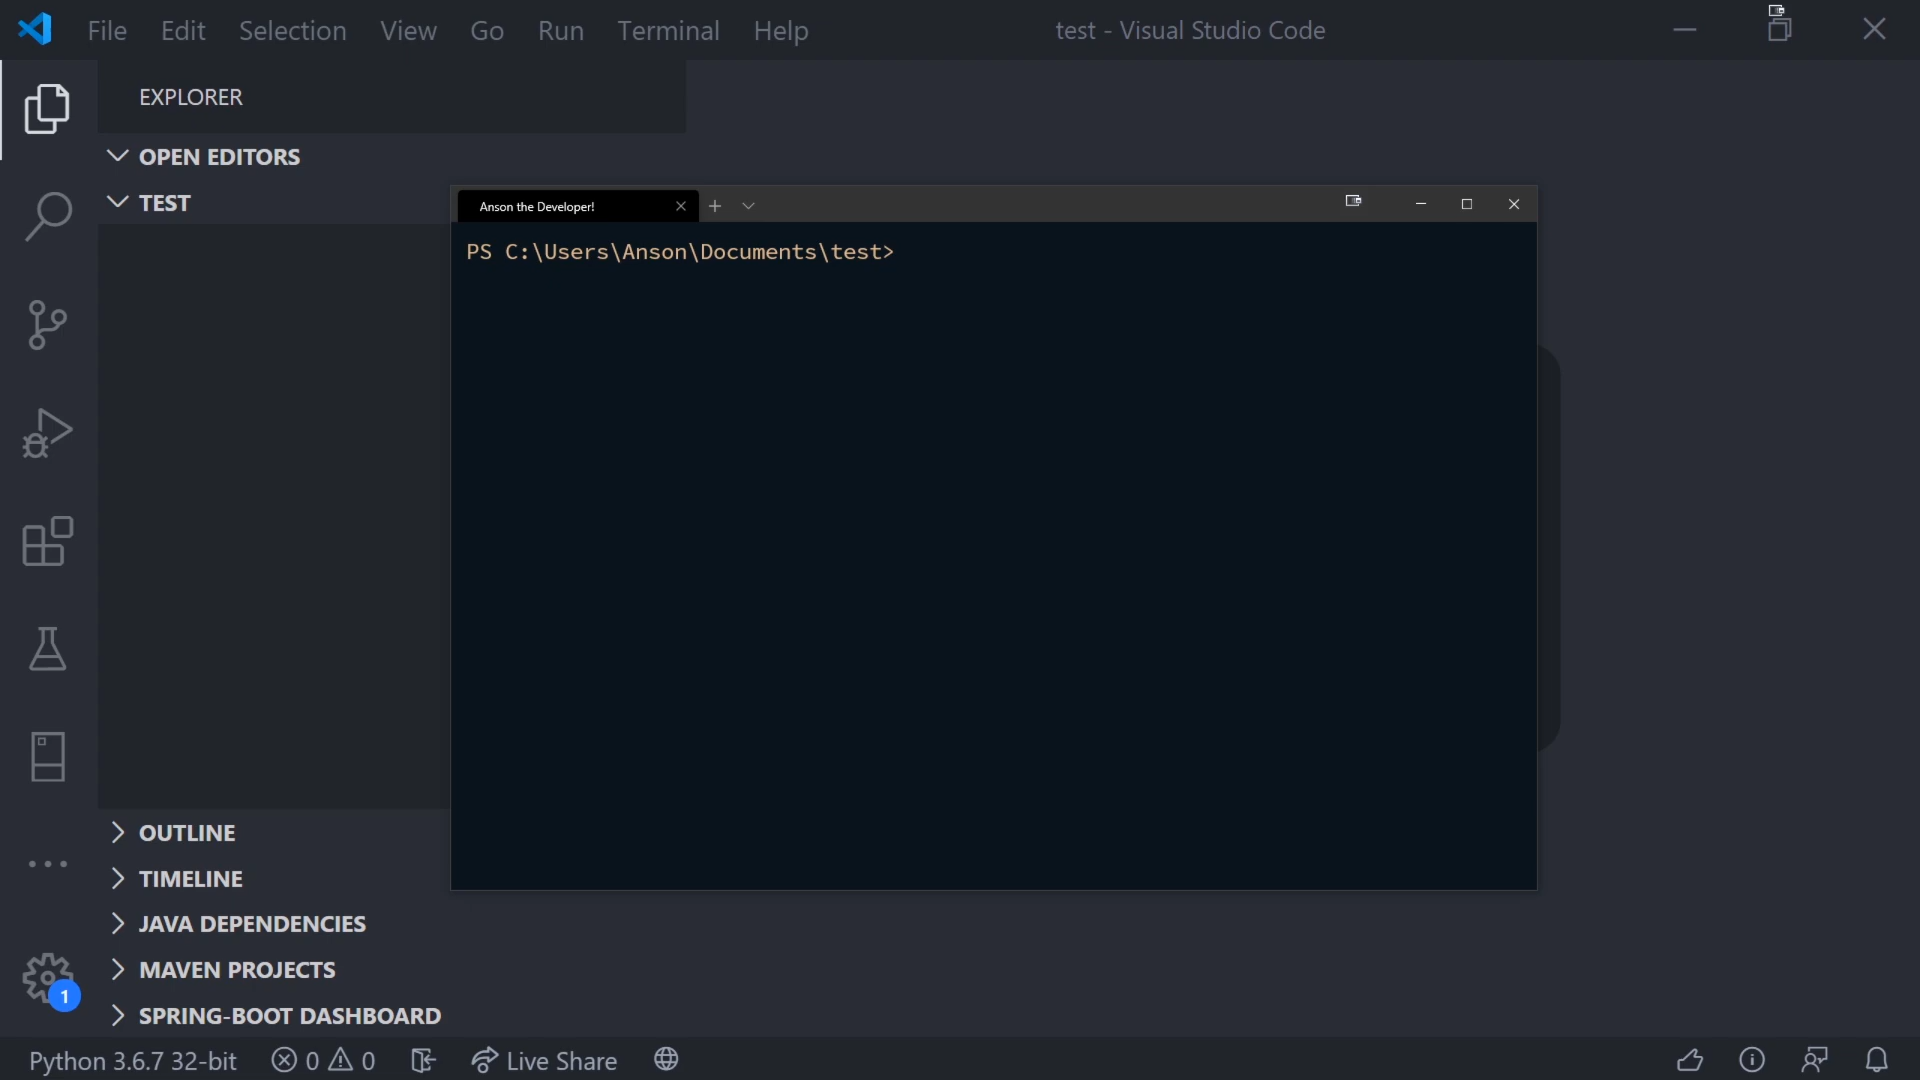 File Edit Selection View Go Run Terminal Help test - Visual Studio Code
EXPLORER
OPEN EDITORS
TEST
Anson the Developer!
PS C:\Users\Anson\Documents\test>
OUTLINE
TIMELINE
JAVA DEPENDENCIES
MAVEN PROJECTS
SPRING-BOOT DASHBOARD
1
Python 3.6.7 32-bit 0 0 Live Share